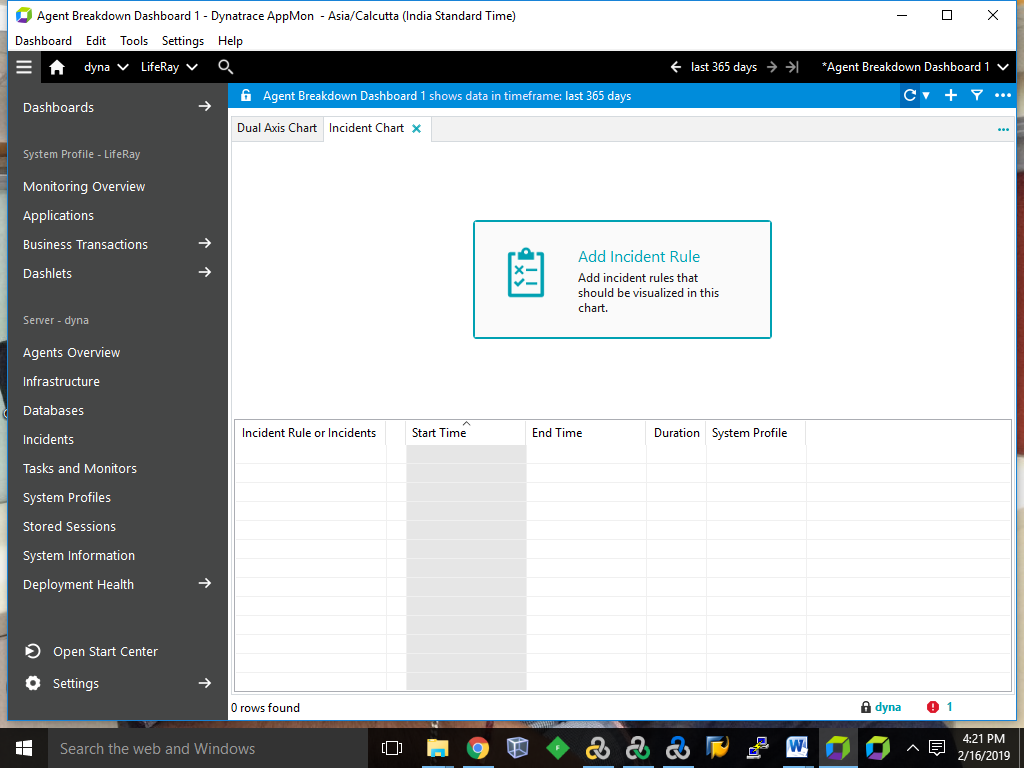 Agent Breakdown Dashboard 1 - Dynatrace AppMon - Asia/Calcutta (India Standard Time)
Dashboard Edit Tools Settings Help
dyna LifeRay last 365 days *Agent Breakdown Dashboard 1
Agent Breakdown Dashboard 1 shows data in timeframe: last 365 days
Dashboards
System Profile - LifeRay
Monitoring Overview
Applications
Business Transactions
Dashlets
Server - dyna
Agents Overview
Infrastructure
Databases
Incidents
Tasks and Monitors
System Profiles
Stored Sessions
System Information
Deployment Health
Open Start Center
Settings
Dual Axis Chart Incident Chart
Add Incident Rule
Add incident rules that
should be visualized in this
chart.
Incident Rule or Incidents Start Time End Time Duration System Profile
0 rows found
dyna 1
Search the web and Windows
4:21 PM
2/16/2019